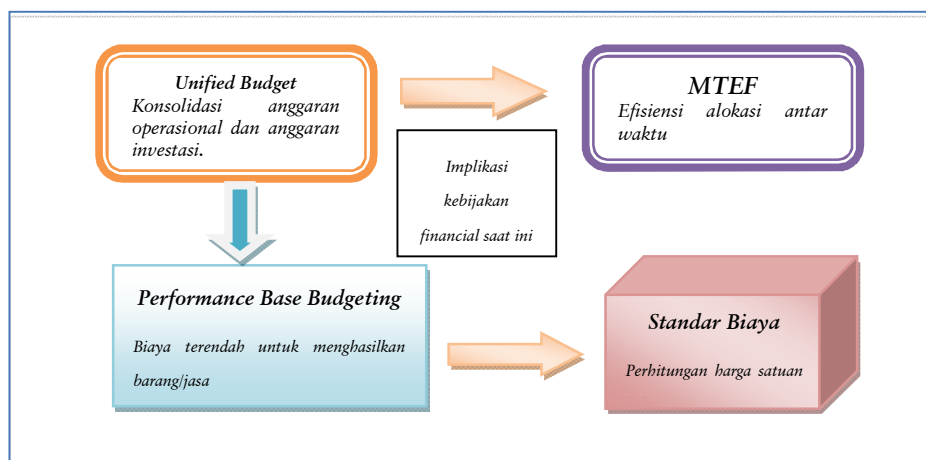 Unified Budget
Konsolidasi anggaran
operasional dan anggaran
investasi.
MTEF
Efisiensi alokasi antar
waktu
Implikasi
kebijakan
financial saat ini
Performance Base Budgeting
Biaya terendah untuk menghasilkan
barang/jasa
Standar Biaya
Perhitungan harga satuan